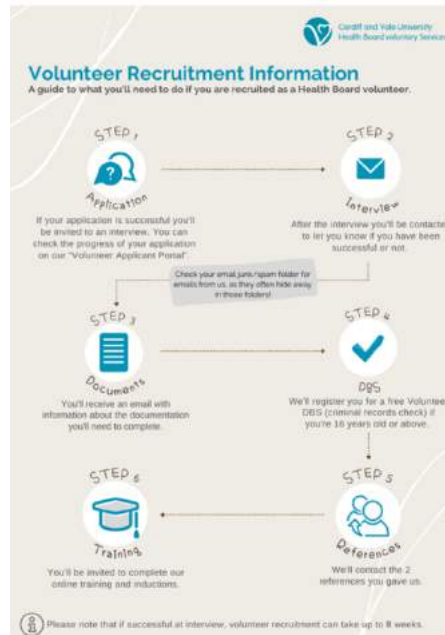 Cardiff and Vale University
Health Board Voluntary Services
Volunteer Recruitment Information
A guide to what you'll need to do if you are recruited as a Health Board volunteer.
STEP 1
Application
If your application is successful you'll
be invited to an interview. You can
check the progress of your application
on our "Volunteer Applicant Portal".
STEP 2
Interview
After the interview you'll be contacted
to let you know if you have been
successful or not.
Check your email junk/spam folder for
emails from us, as they often hide away
in those folders!
STEP 3
Documents
You'll receive an email with
information about the documentation
you'll need to complete.
STEP 4
DBS
We'll register you for a free Volunteer
DBS (criminal records check) if
you're 16 years old or above.
STEP 5
References
We'll contact the 2
references you gave us.
STEP 6
Training
You'll be invited to complete our
online training and inductions.
Please note that if successful at interview, volunteer recruitment can take up to 8 weeks.